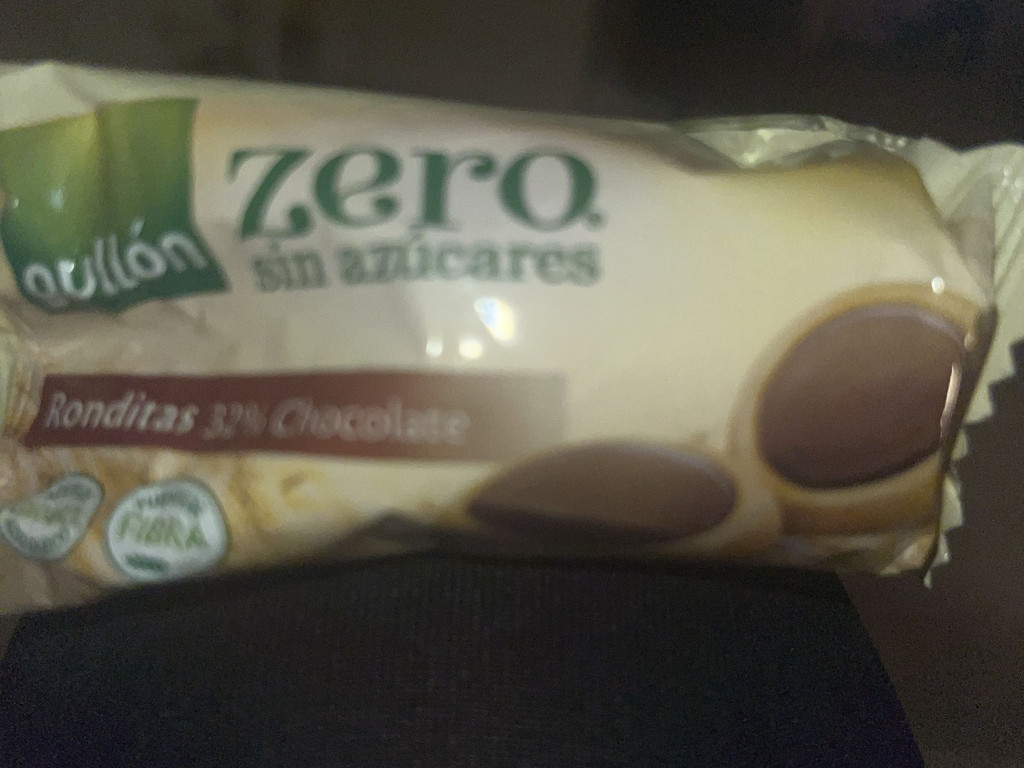 gullón
zero
sin azúcares
Ronditas 32% Chocolate
FIBRA